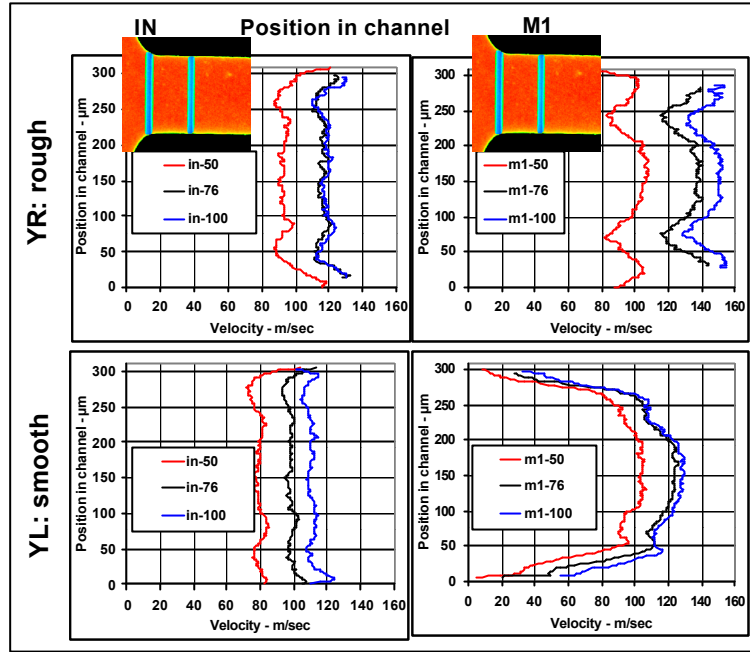 IN Position in channel M1
YR: rough
Position in channel - µm
300
250
200
150
100
50
0
in-50
in-76
in-100
0 20 40 60 80 100 120 140 160
Velocity - m/sec
Position in channel - µm
300
250
200
150
100
50
0
m1-50
m1-76
m1-100
0 20 40 60 80 100 120 140 160
Velocity - m/sec
YL: smooth
Position in channel - µm
300
250
200
150
100
50
0
in-50
in-76
in-100
0 20 40 60 80 100 120 140 160
Velocity - m/sec
Position in channel - µm
300
250
200
150
100
50
0
m1-50
m1-76
m1-100
0 20 40 60 80 100 120 140 160
Velocity - m/sec